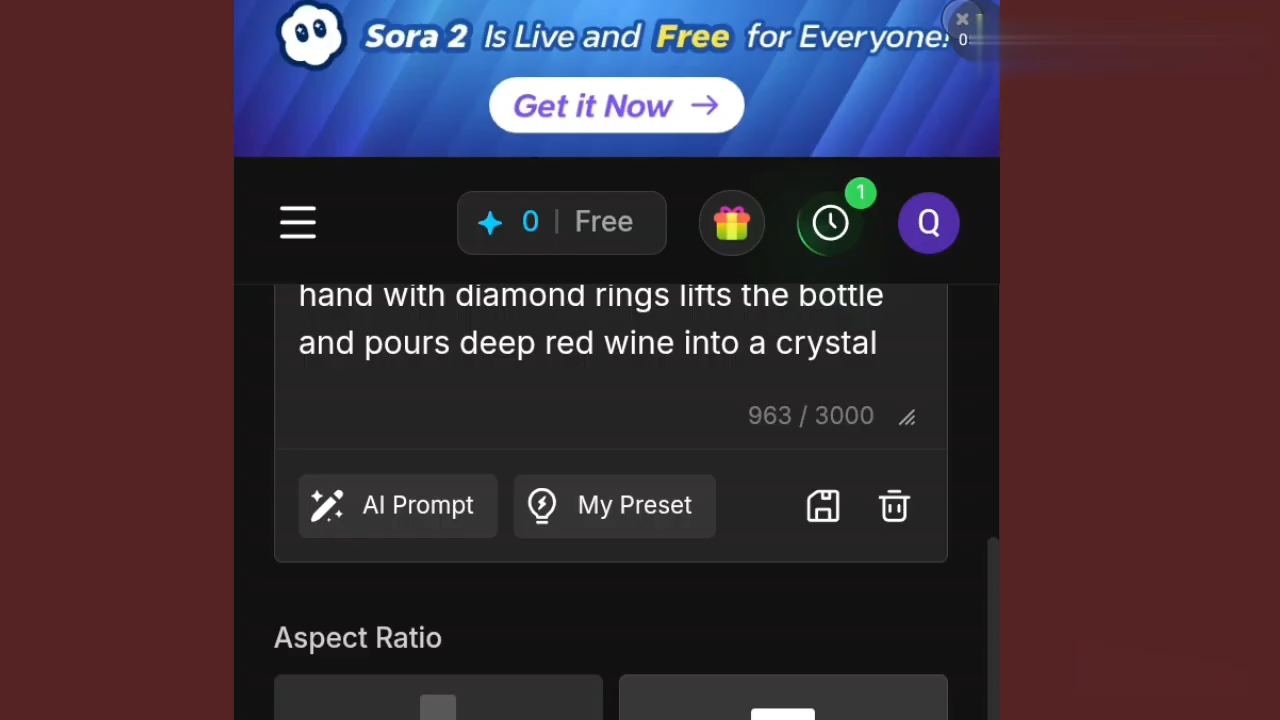 Sora 2 Is Live and Free for Everyone!
0
Get it Now
0 | Free
1
Q
hand with diamond rings lifts the bottle
and pours deep red wine into a crystal
963 / 3000
AI Prompt
My Preset
Aspect Ratio